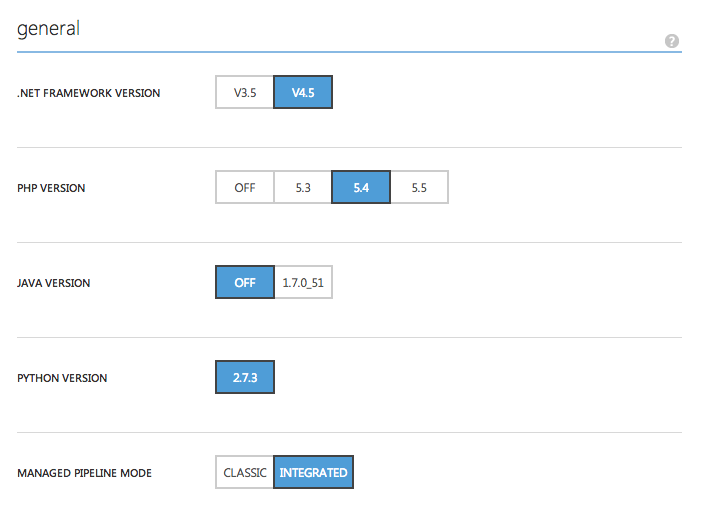 general
?
.NET FRAMEWORK VERSION V3.5 V4.5
PHP VERSION OFF 5.3 5.4 5.5
JAVA VERSION OFF 1.7.0_51
PYTHON VERSION 2.7.3
MANAGED PIPELINE MODE CLASSIC INTEGRATED